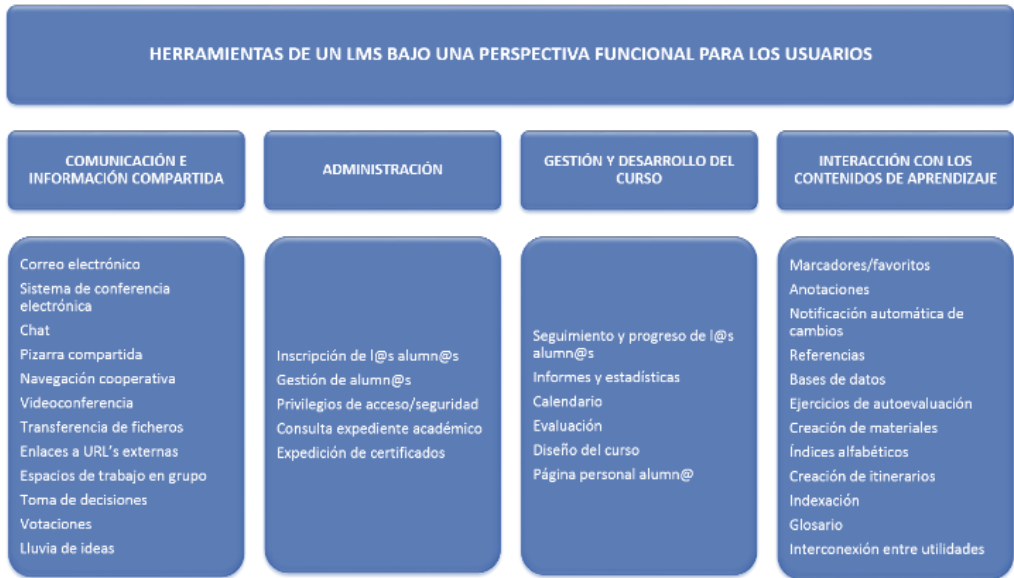 HERRAMIENTAS DE UN LMS BAJO UNA PERSPECTIVA FUNCIONAL PARA LOS USUARIOS
COMUNICACIÓN E
INFORMACIÓN COMPARTIDA
Correo electrónico
Sistema de conferencia
electrónica
Chat
Pizarra compartida
Navegación cooperativa
Videoconferencia
Transferencia de ficheros
Enlaces a URL's externas
Espacios de trabajo en grupo
Toma de decisiones
Votaciones
Lluvia de ideas
ADMINISTRACIÓN
Inscripción de l@s alumn@s
Gestión de alumn@s
Privilegios de acceso/seguridad
Consulta expediente académico
Expedición de certificados
GESTIÓN Y DESARROLLO DEL
CURSO
Seguimiento y progreso de l@s
alumn@s
Informes y estadísticas
Calendario
Evaluación
Diseño del curso
Página personal alumn@
INTERACCIÓN CON LOS
CONTENIDOS DE APRENDIZAJE
Marcadores/favoritos
Anotaciones
Notificación automática de
cambios
Referencias
Bases de datos
Ejercicios de autoevaluación
Creación de materiales
Índices alfabéticos
Creación de itinerarios
Indexación
Glosario
Interconexión entre utilidades